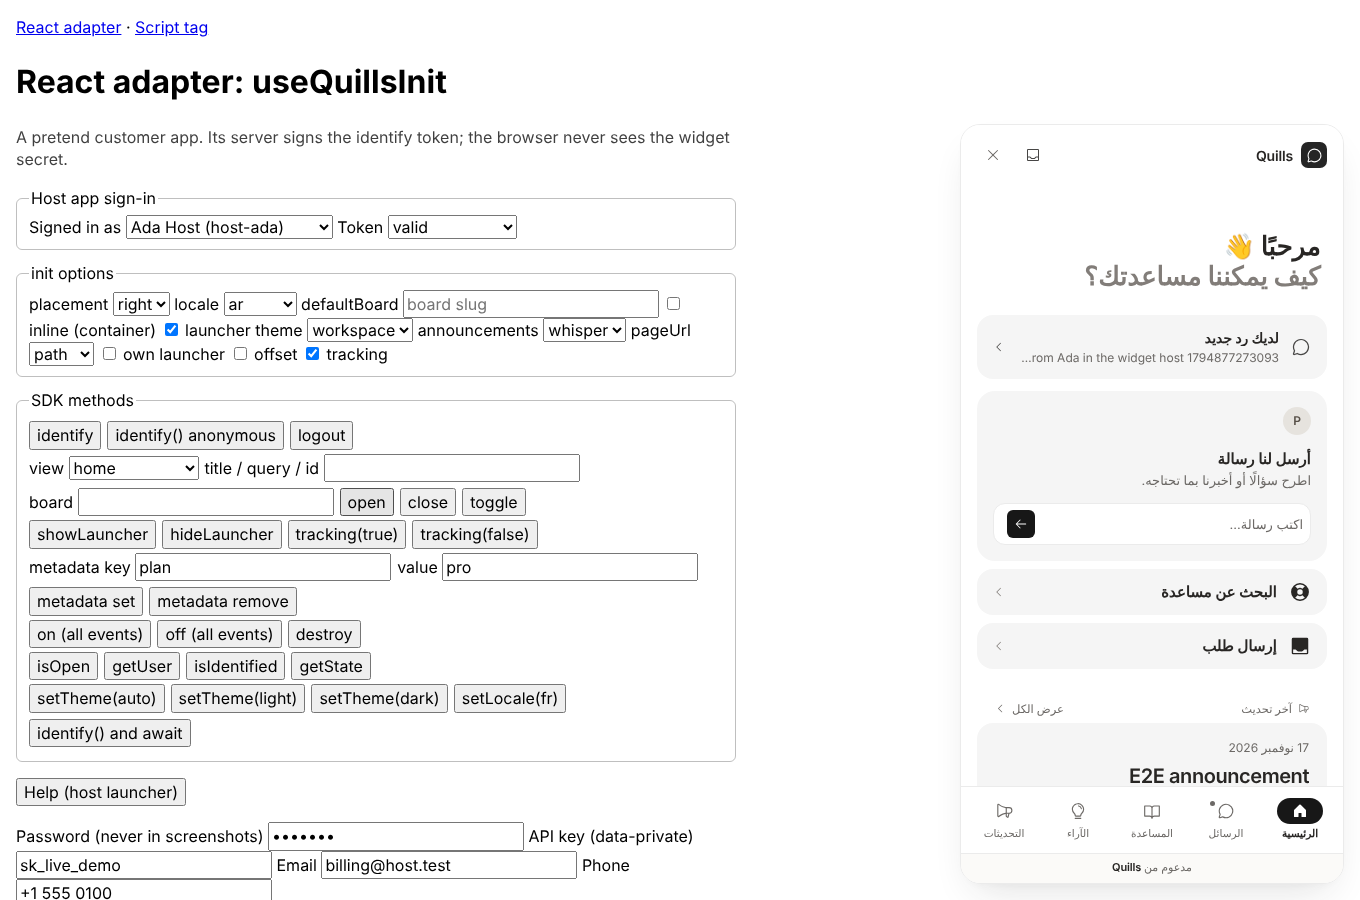 React adapter · Script tag
React adapter: useQuillsInit
A pretend customer app. Its server signs the identify token; the browser never sees the widget
secret.
Host app sign-in
Signed in as Ada Host (host-ada) Token valid
init options
placement right locale ar defaultBoard board slug
inline (container) launcher theme workspace announcements whisper pageUrl
path own launcher offset tracking
SDK methods
identify identify() anonymous logout
view home title / query / id
board open close toggle
showLauncher hideLauncher tracking(true) tracking(false)
metadata key plan value pro
metadata set metadata remove
on (all events) off (all events) destroy
isOpen getUser isIdentified getState
setTheme(auto) setTheme(light) setTheme(dark) setLocale(fr)
identify() and await
Help (host launcher)
Password (never in screenshots) ••••••• API key (data-private)
sk_live_demo Email billing@host.test Phone
+1 555 0100
Quills
مرحبًا 👋
كيف يمكننا مساعدتك؟
لديك رد جديد
...rom Ada in the widget host 1794877273093
P
أرسل لنا رسالة
اطرح سؤالًا أو أخبرنا بما تحتاجه.
اكتب رسالة...
البحث عن مساعدة
إرسال طلب
آخر تحديث عرض الكل
17 نوفمبر 2026
E2E announcement
الرئيسية الرسائل المساعدة الآراء التحديثات
مدعوم من Quills